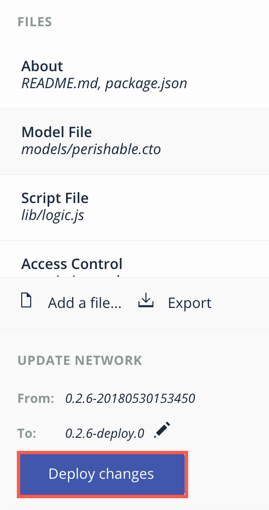 FILES
About
README.md, package.json
Model File
models/perishable.cto
Script File
lib/logic.js
Access Control
Add a file... Export
UPDATE NETWORK
From: 0.2.6-20180530153450
To: 0.2.6-deploy.0
Deploy changes